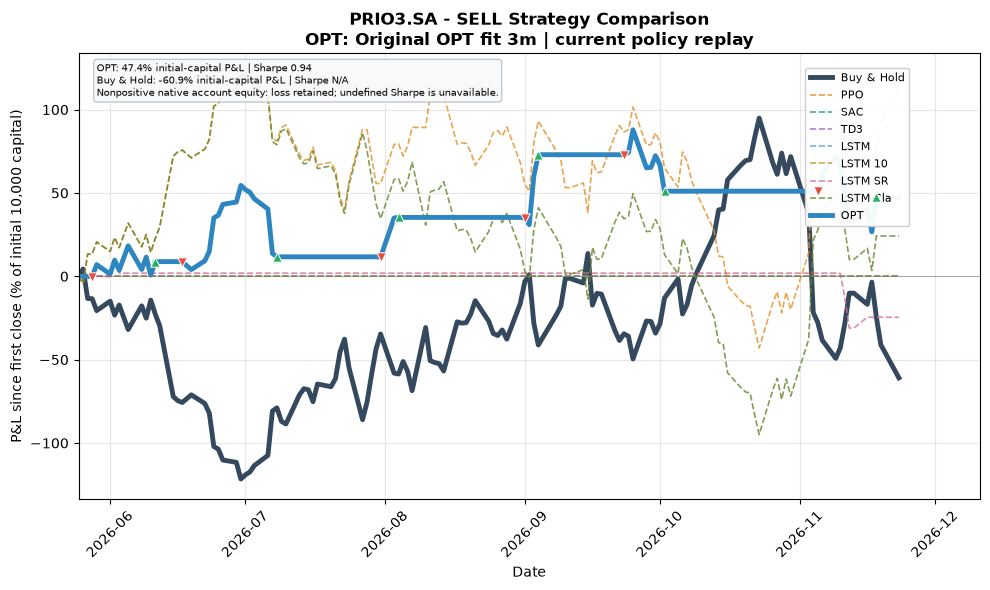 PRIO3.SA - SELL Strategy Comparison
OPT: Original OPT fit 3m | current policy replay
OPT: 47.4% initial-capital P&L | Sharpe 0.94
Buy & Hold: -60.9% initial-capital P&L | Sharpe N/A
Nonpositive native account equity: loss retained; undefined Sharpe is unavailable.
Buy & Hold
PPO
SAC
TD3
LSTM
LSTM 10
LSTM SR
LSTM
OPT
P&L since first close (% of initial 10,000 capital)
100
50
0
−50
−100
2026-06
2026-07
2026-08
2026-09
2026-10
2026-11
2026-12
Date